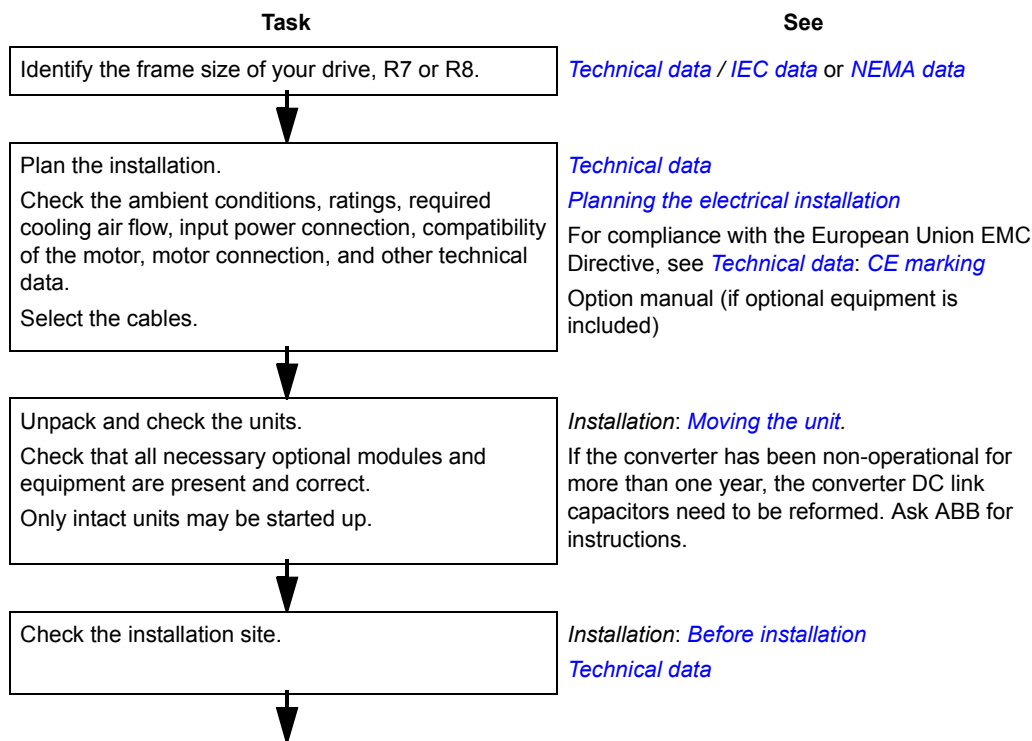 Task
See
Identify the frame size of your drive, R7 or R8.
Technical data / IEC data or NEMA data
Plan the installation.
Check the ambient conditions, ratings, required
cooling air flow, input power connection, compatibility
of the motor, motor connection, and other technical
data.
Select the cables.
Technical data
Planning the electrical installation
For compliance with the European Union EMC
Directive, see Technical data: CE marking
Option manual (if optional equipment is
included)
Unpack and check the units.
Check that all necessary optional modules and
equipment are present and correct.
Only intact units may be started up.
Installation: Moving the unit.
If the converter has been non-operational for
more than one year, the converter DC link
capacitors need to be reformed. Ask ABB for
instructions.
Check the installation site.
Installation: Before installation
Technical data